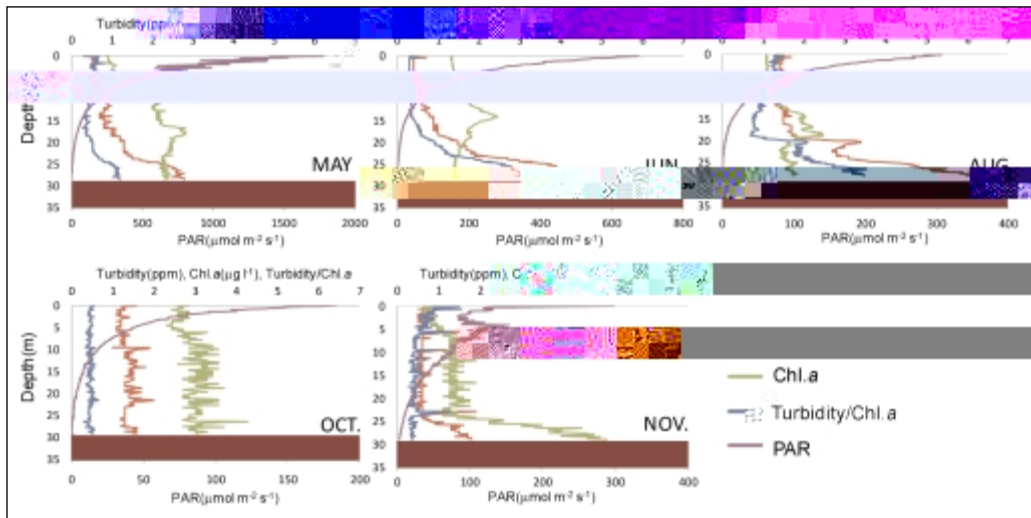 Turbidity(pp
0 1 2 3 4 5 6 7
0 1 2 3 4 5 6 7
0 1 2 3 4 5 6 7
0
15
20
25
30
35
MAY
0 500 1000 1500 2000
PAR(μmol m⁻² s⁻¹)
0
15
20
25
30
35
JUN
0 200 400 600 800
PAR(μmol m⁻² s⁻¹)
0
15
20
25
35
AUG
0 100 200 300 400
PAR(μmol m⁻² s⁻¹)
Turbidity(ppm), Chl.a(μg l⁻¹), Turbidity/Chl.a
0 1 2 3 4 5 6 7
Depth(m)
0
5
10
15
20
25
30
35
OCT.
0 50 100 150 200
PAR(μmol m⁻² s⁻¹)
Turbidity(ppm), C
0 1 2
0
5
10
15
20
25
30
35
NOV.
0 100 200 300 400
PAR(μmol m⁻² s⁻¹)
Chl.a
Turbidity/Chl.a
PAR